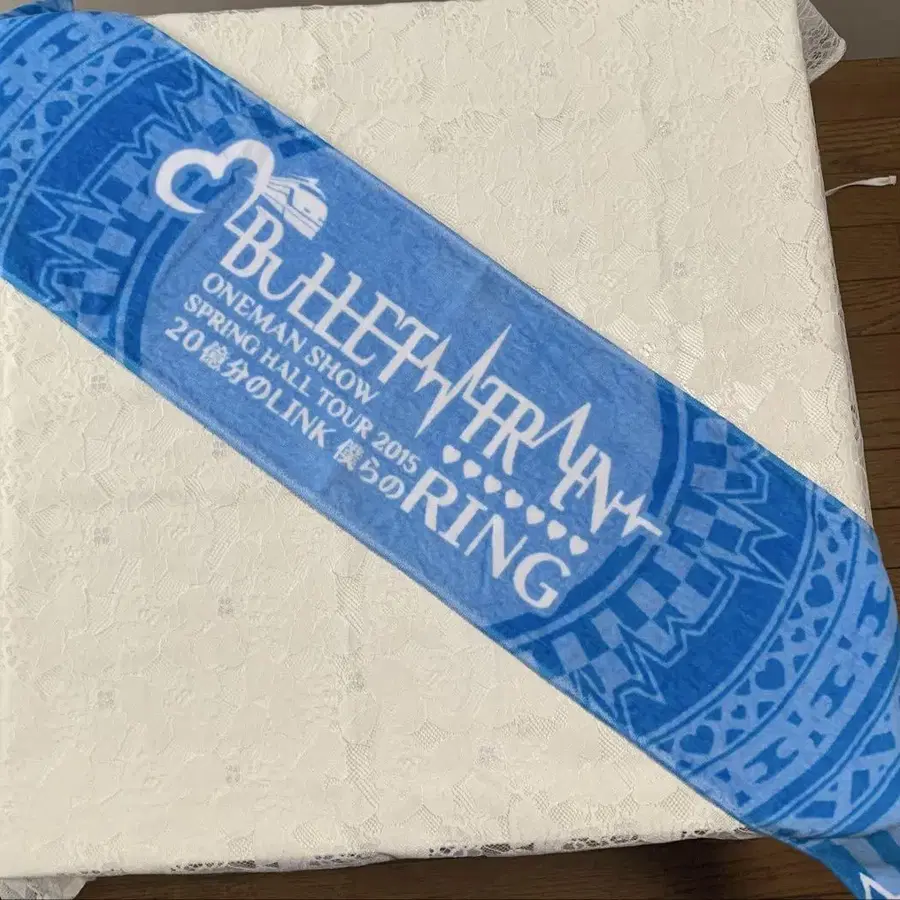 BULLET TRAIN
ONEMAN SHOW
SPRING HALL TOUR 2015
20億分のLINK 僕らのRING